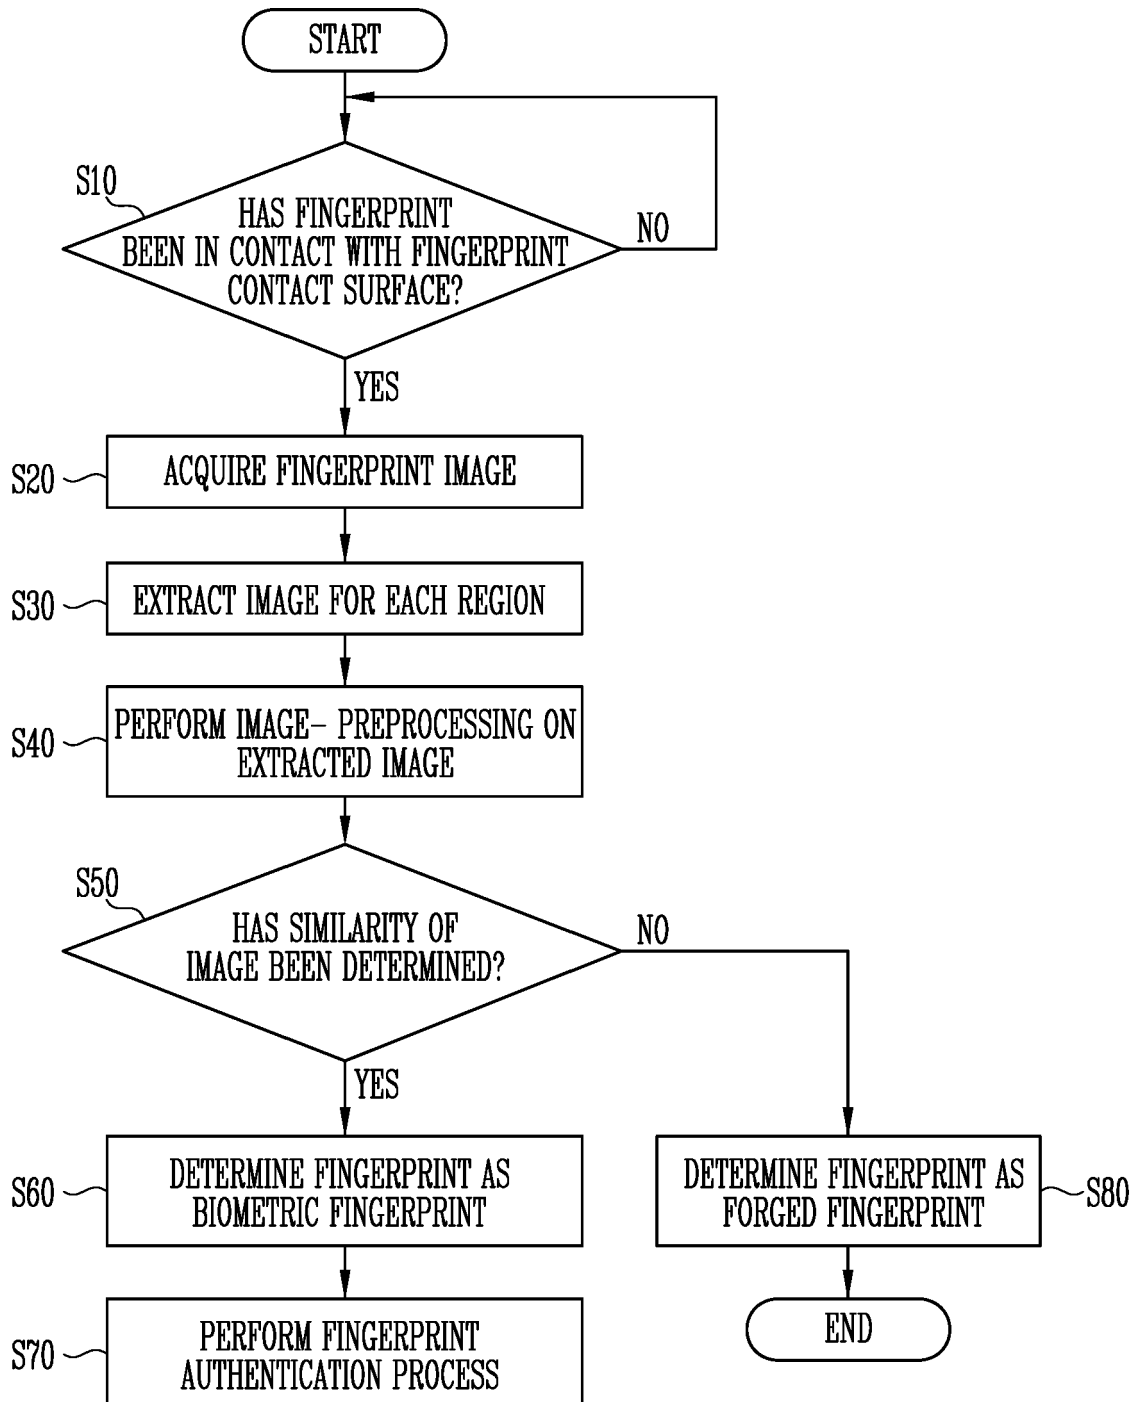 START
S10
HAS FINGERPRINT
BEEN IN CONTACT WITH FINGERPRINT
CONTACT SURFACE?
NO
YES
S20
ACQUIRE FINGERPRINT IMAGE
S30
EXTRACT IMAGE FOR EACH REGION
S40
PERFORM IMAGE- PREPROCESSING ON
EXTRACTED IMAGE
S50
HAS SIMILARITY OF
IMAGE BEEN DETERMINED?
NO
YES
S60
DETERMINE FINGERPRINT AS
BIOMETRIC FINGERPRINT
DETERMINE FINGERPRINT AS
FORGED FINGERPRINT
S80
S70
PERFORM FINGERPRINT
AUTHENTICATION PROCESS
END